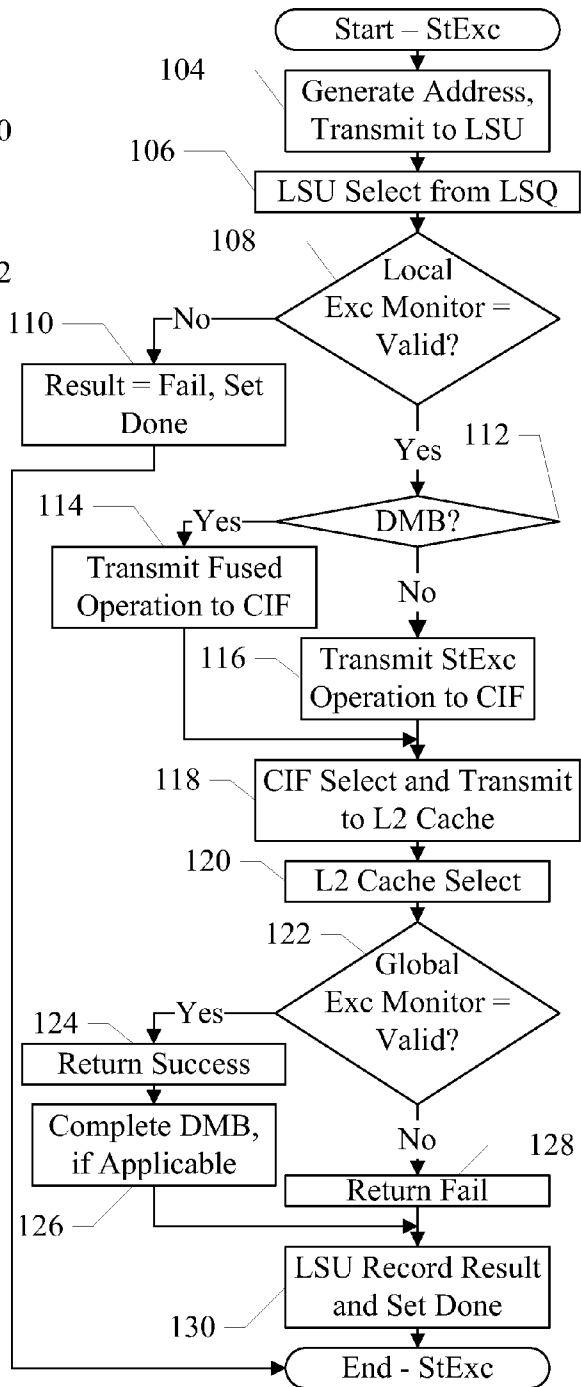 Start – StExc
104
Generate Address,
Transmit to LSU
0
106
LSU Select from LSQ
108
Local
Exc Monitor =
Valid?
2
110
No
Result = Fail, Set
Done
Yes
112
DMB?
114
Yes
Transmit Fused
Operation to CIF
No
116
Transmit StExc
Operation to CIF
118
CIF Select and Transmit
to L2 Cache
120
L2 Cache Select
122
Global
Exc Monitor =
Valid?
124
Yes
Return Success
Complete DMB,
if Applicable
126
No
128
Return Fail
LSU Record Result
and Set Done
130
End - StExc